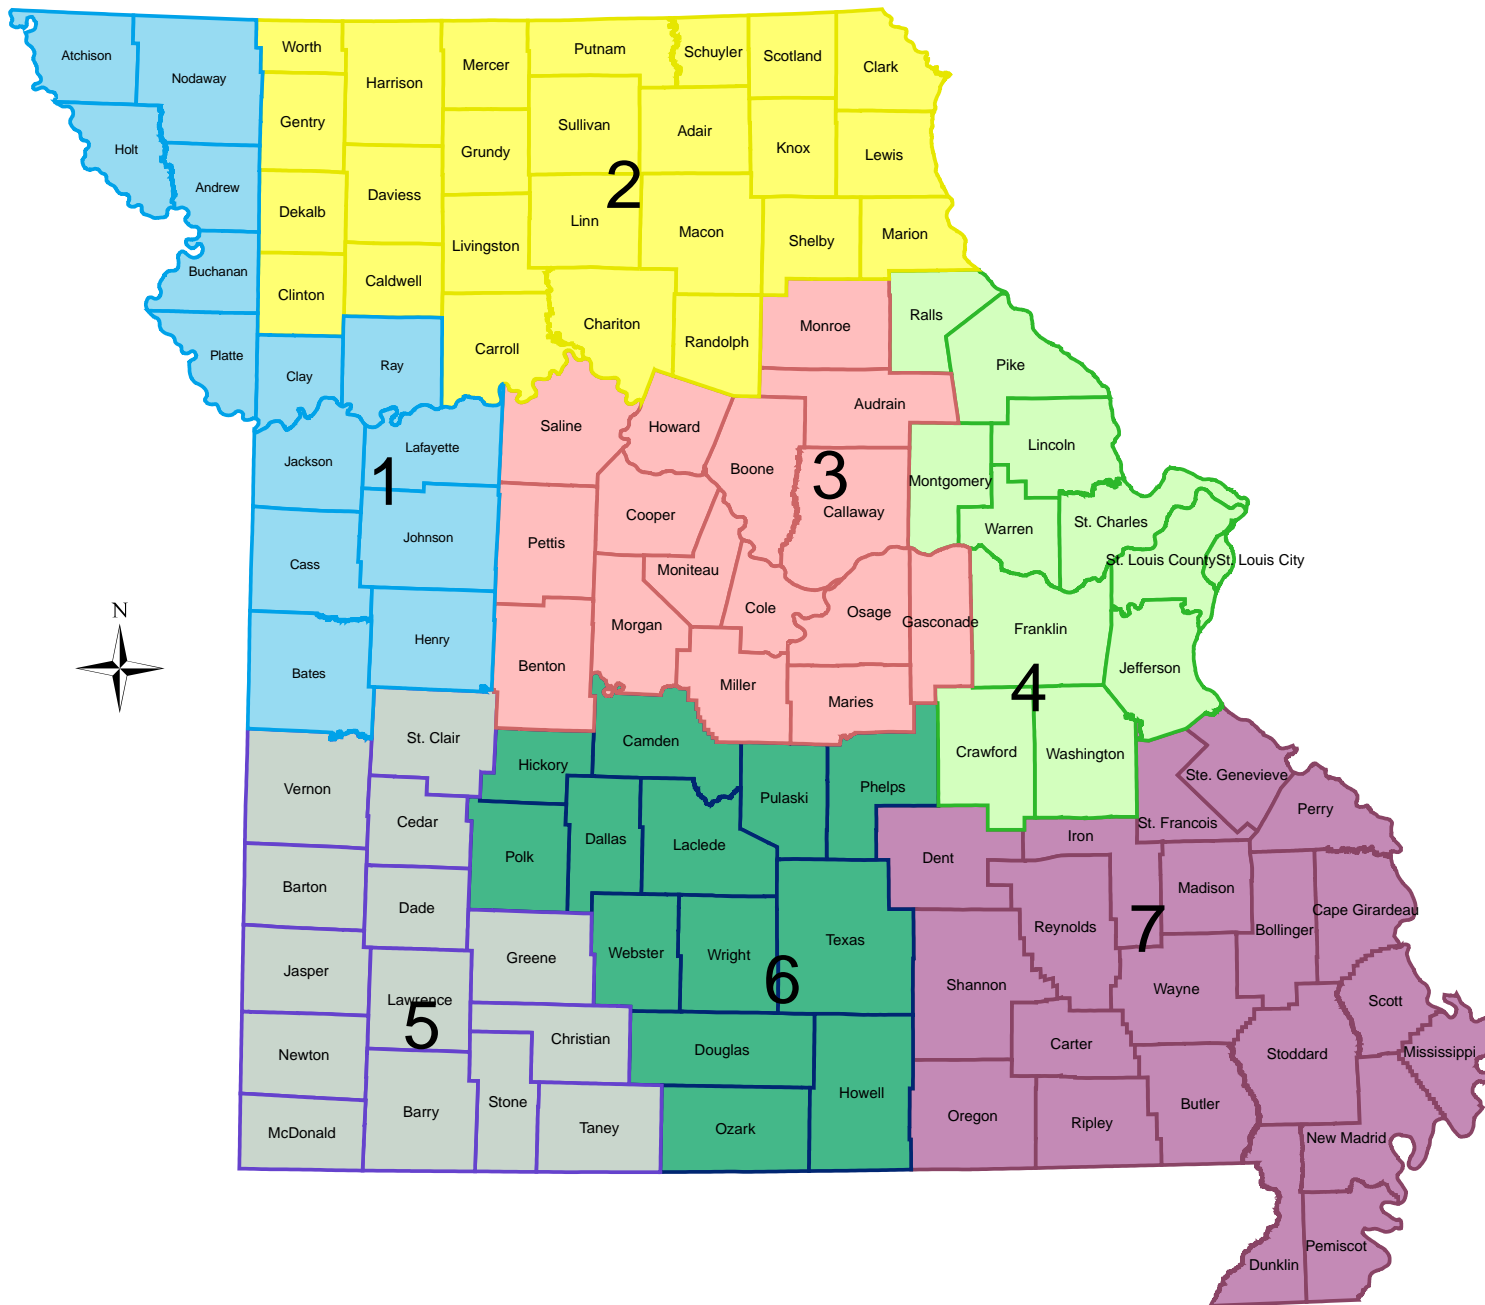 Atchison
Nodaway
Worth
Harrison
Mercer
Putnam
Schuyler
Scotland
Clark
Holt
Gentry
Grundy
Sullivan
Adair
Knox
Lewis
Andrew
Dekalb
Daviess
Livingston
Linn
2
Macon
Shelby
Marion
Buchanan
Clinton
Caldwell
Carroll
Chariton
Randolph
Monroe
Ralls
Platte
Clay
Ray
Pike
Saline
Howard
Audrain
Lincoln
Jackson
Lafayette
1
Boone
3
Callaway
Montgomery
Cass
Johnson
Pettis
Cooper
Moniteau
Warren
St. Charles
St. Louis County
St. Louis City
N
Bates
Henry
Benton
Morgan
Cole
Osage
Gasconade
Franklin
Jefferson
Miller
Maries
4
St. Clair
Hickory
Camden
Pulaski
Phelps
Crawford
Washington
Ste. Genevieve
Vernon
Cedar
Polk
Dallas
Laclede
Dent
Iron
St. Francois
Perry
Barton
Dade
Greene
Webster
Wright
Texas
Reynolds
7
Madison
Bollinger
Cape Girardeau
Jasper
Lawrence
5
Christian
6
Shannon
Wayne
Scott
Newton
Barry
Stone
Douglas
Howell
Carter
Stoddard
Mississippi
McDonald
Taney
Ozark
Oregon
Ripley
Butler
New Madrid
Dunklin
Pemiscot